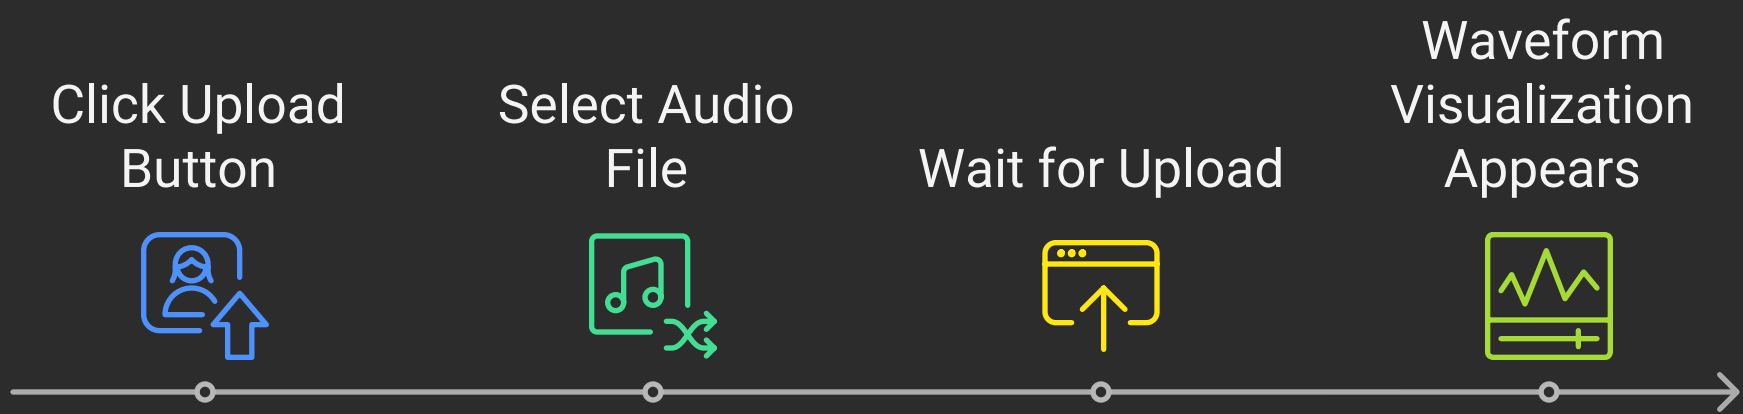 Click Upload
Button
Select Audio
File
Wait for Upload
Waveform
Visualization
Appears